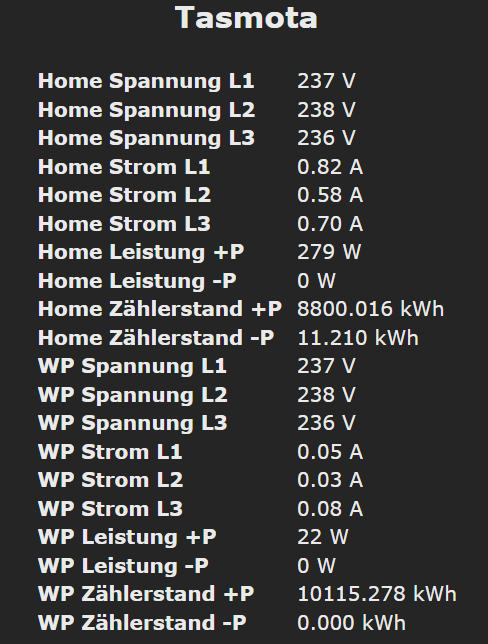 Tasmota
Home Spannung L1 237 V
Home Spannung L2 238 V
Home Spannung L3 236 V
Home Strom L1 0.82 A
Home Strom L2 0.58 A
Home Strom L3 0.70 A
Home Leistung +P 279 W
Home Leistung -P 0 W
Home Zählerstand +P 8800.016 kWh
Home Zählerstand -P 11.210 kWh
WP Spannung L1 237 V
WP Spannung L2 238 V
WP Spannung L3 236 V
WP Strom L1 0.05 A
WP Strom L2 0.03 A
WP Strom L3 0.08 A
WP Leistung +P 22 W
WP Leistung -P 0 W
WP Zählerstand +P 10115.278 kWh
WP Zählerstand -P 0.000 kWh